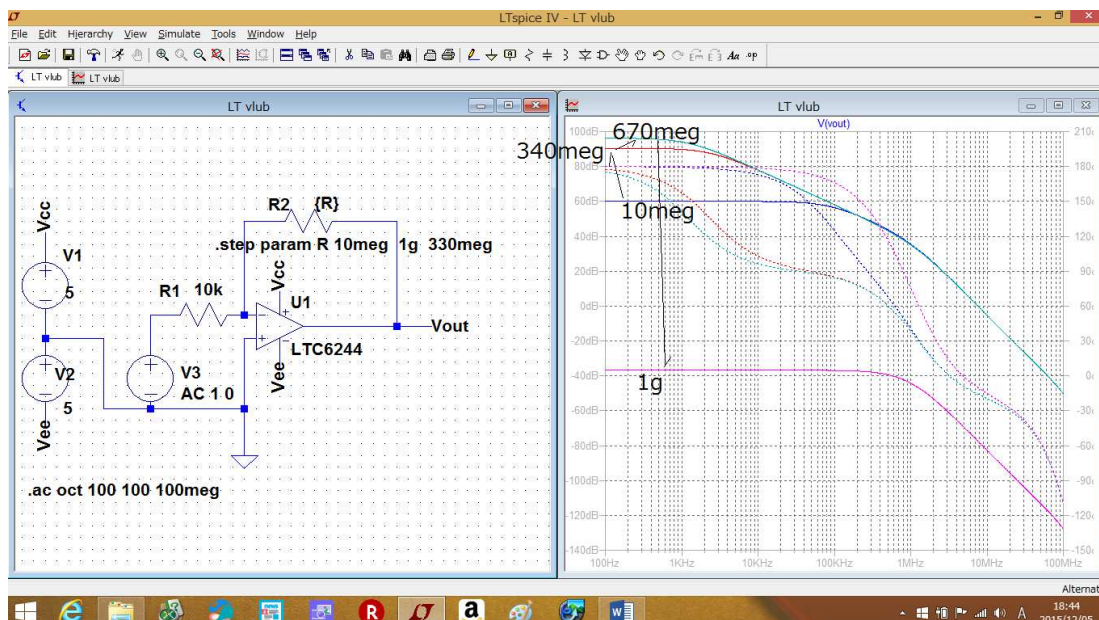 LTspice IV - LT vlub
File Edit Hierarchy View Simulate Tools Window Help
LT vlub LT vlub
LT vlub
Vcc
V1
5
V2
5
Vee
R1 10k
V3
AC 1 0
R2 {R}
.step param R 10meg 1g 330meg
Vcc
U1
LTC6244
Vee
Vout
.ac oct 100 100 100meg
LT vlub
V(vout)
100dB
80dB
60dB
40dB
20dB
0dB
-20dB
-40dB
-60dB
-80dB
-100dB
-120dB
-140dB
670meg
340meg
10meg
1g
210
180
150
90
60
30
0
-30
-90
-120
-150
100Hz 1KHz 10KHz 100KHz 1MHz 10MHz 100MHz
Alternat
R a W
A 18:44
2015/12/05